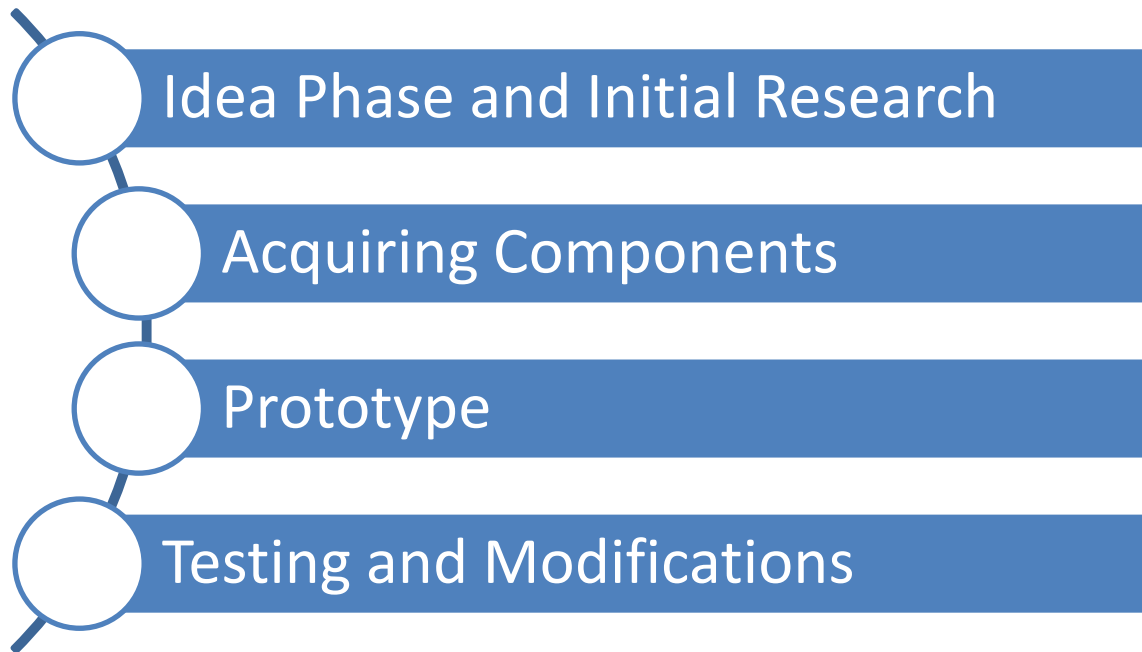 Idea Phase and Initial Research
Acquiring Components
Prototype
Testing and Modifications